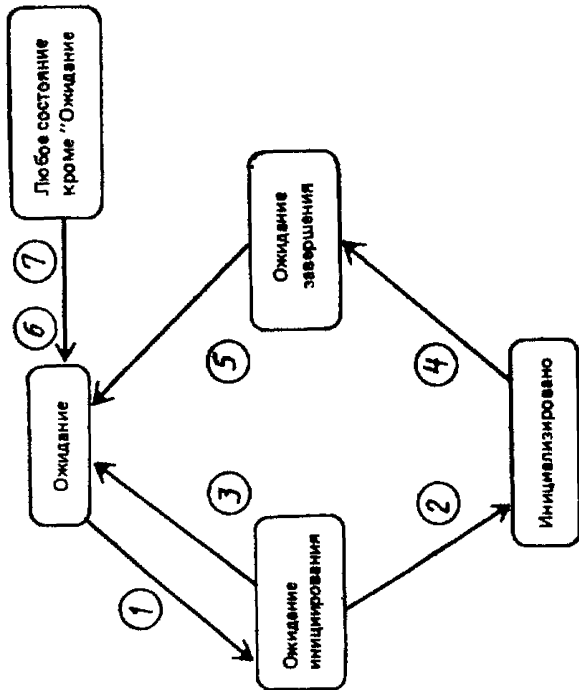 Любое состояние
кроме "Ожидание
7
6
Ожидание
Ожидание
завершения
5
3
1
4
2
Ожидание
инициирования
Инициализировано